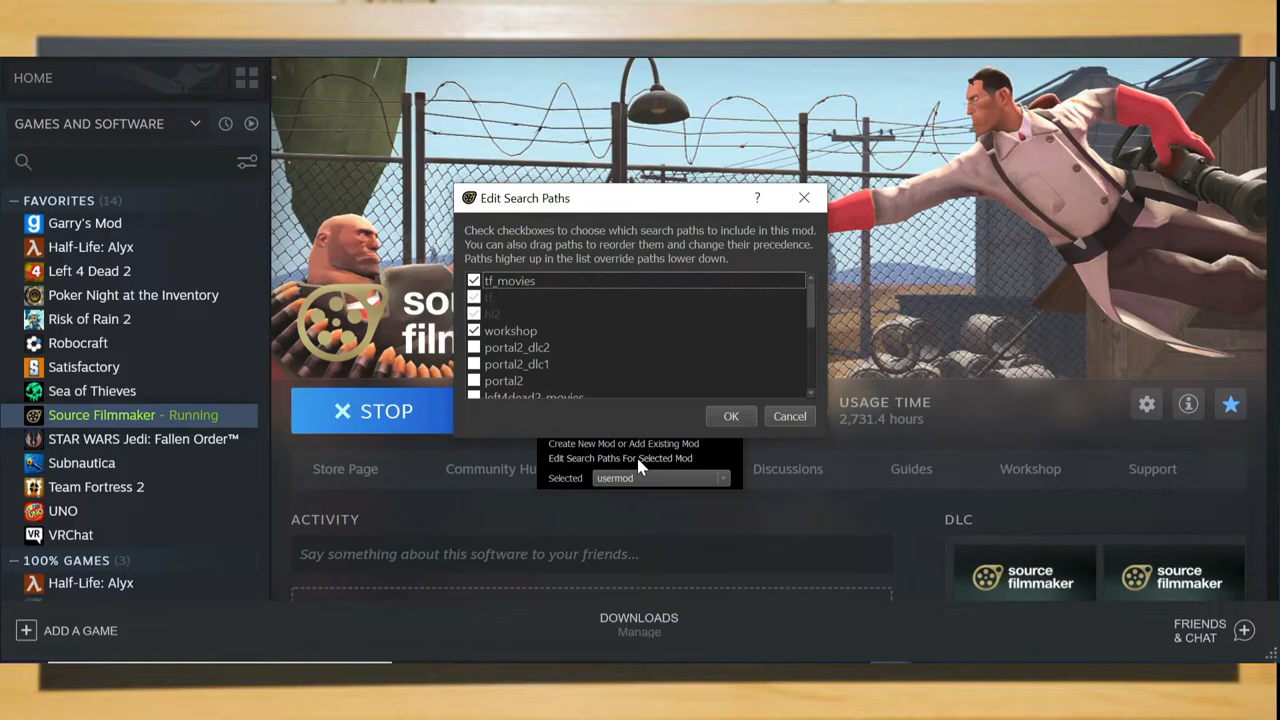 HOME
GAMES AND SOFTWARE
FAVORITES (14)
Garry's Mod
Half-Life: Alyx
Left 4 Dead 2
Poker Night at the Inventory
Risk of Rain 2
Robocraft
Satisfactory
Sea of Thieves
Source Filmmaker - Running
STAR WARS Jedi: Fallen Order™
Subnautica
Team Fortress 2
UNO
VRChat
100% GAMES (3)
Half-Life: Alyx
ADD A GAME
Edit Search Paths
?
Check checkboxes to choose which search paths to include in this mod.
You can also drag paths to reorder them and change their precedence.
Paths higher up in the list override paths lower down.
tf_movies
tf
hl2
workshop
portal2_dlc2
portal2_dlc1
portal2
left4dead2_movies
OK
Cancel
Create New Mod or Add Existing Mod
Edit Search Paths For Selected Mod
Selected
usermod
STOP
USAGE TIME
2,731.4 hours
Store Page
Community Hu
Discussions
Guides
Workshop
Support
ACTIVITY
Say something about this software to your friends...
DLC
source
filmmaker
source
filmmaker
DOWNLOADS
Manage
FRIENDS
& CHAT